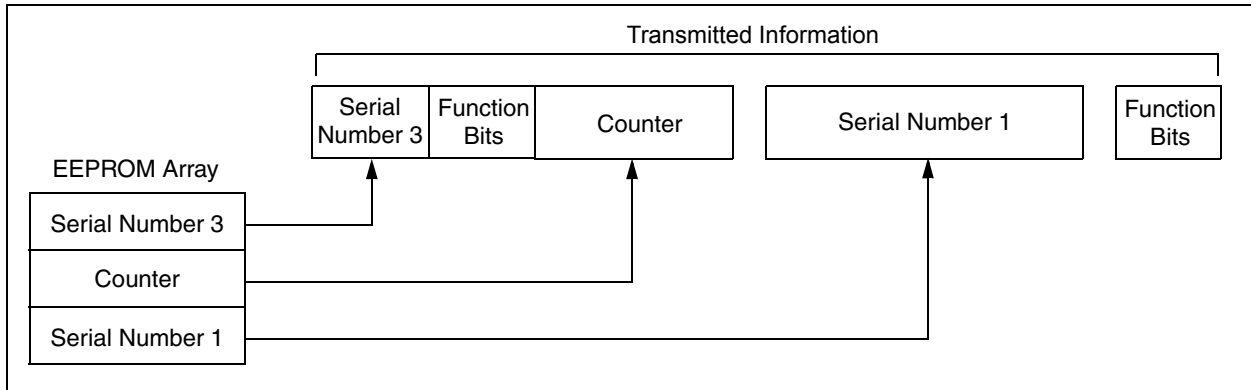 Transmitted Information
Serial
Number 3
Function
Bits
Counter
Serial Number 1
Function
Bits
EEPROM Array
Serial Number 3
Counter
Serial Number 1